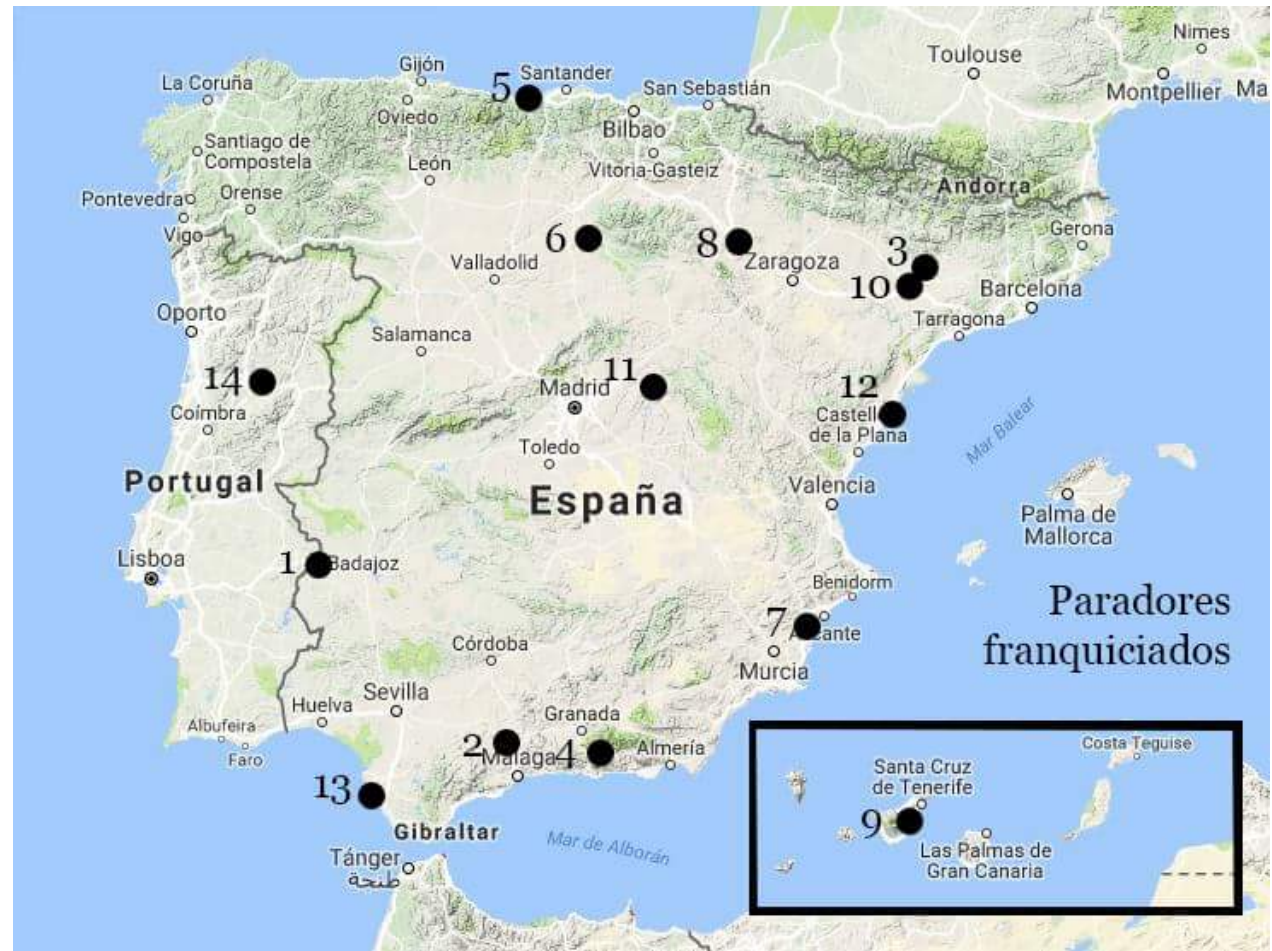 Nimes
Toulouse
Montpellier
Ma
Gijón
La Coruña
5
Santander
San Sebastián
Oviedo
Bilbao
Santiago de
Compostela
León
Vitoria-Gasteiz
Andorra
Pontevedra
Orense
Vigo
6
8
3
Gerona
Valladolid
Zaragoza
10
Barcelona
Oporto
Tarragona
Salamanca
14
11
Madrid
12
Coímbra
Castell
de la Plana
Mar Balear
Toledo
Portugal
España
Valencia
Palma de
Mallorca
Lisboa
1
Badajoz
Benidorm
Paradores
franquiciados
7
Alicante
Córdoba
Murcia
Huelva
Sevilla
Granada
Albufeira
Faro
2
Málaga
4
Almería
13
Gibraltar
Mar de Alborán
Tánger
طنجة
Costa Teguise
Santa Cruz
de Tenerife
9
Las Palmas de
Gran Canaria